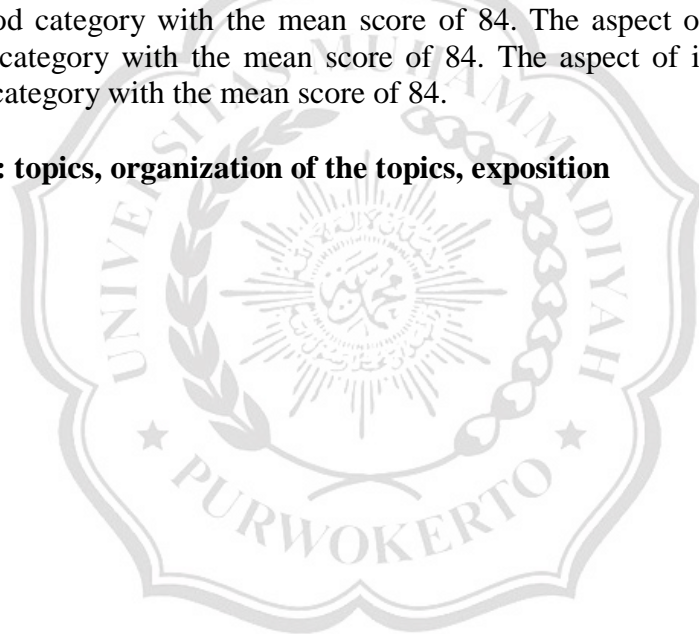 od category with the mean score of 84. The aspect o
category with the mean score of 84. The aspect of i
category with the mean score of 84.
: topics, organization of the topics, exposition
UNIVERSITAS MUHAMMADIYAH
PURWOKERTO